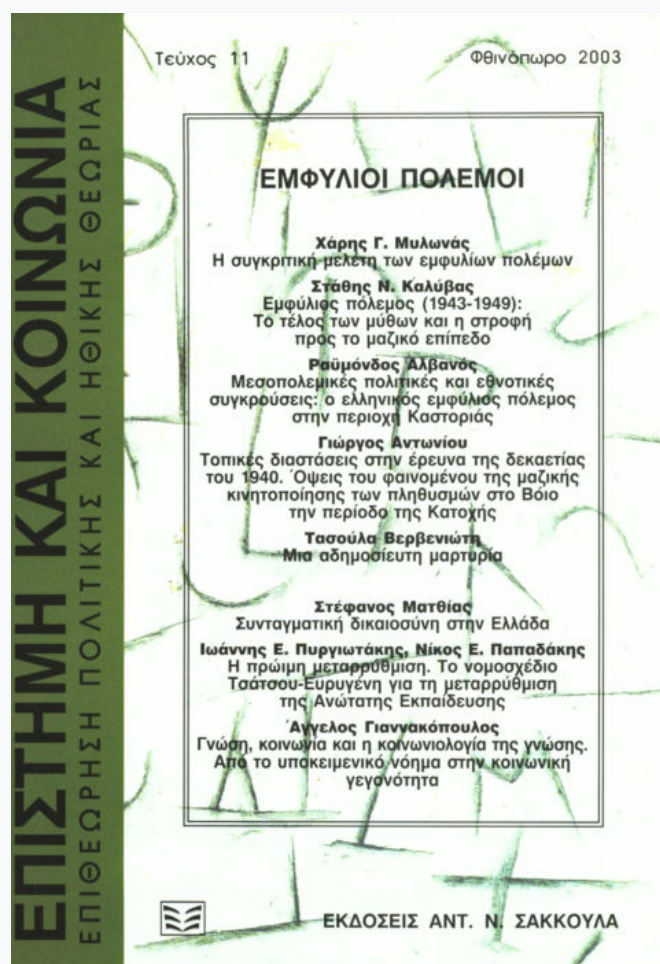 ΕΠΙΣΤΗΜΗ ΚΑΙ ΚΟΙΝΩΝΙΑ
ΕΠΙΘΕΩΡΗΣΗ ΠΟΛΙΤΙΚΗΣ ΚΑΙ ΗΘΙΚΗΣ ΘΕΩΡΙΑΣ
Τεύχος 11 Φθινόπωρο 2003
ΕΜΦΥΛΙΟΙ ΠΟΛΕΜΟΙ
Χάρης Γ. Μυλωνάς
Η συγκριτική μελέτη των εμφυλίων πολέμων
Στάθης Ν. Καλύβας
Εμφύλιος πόλεμος (1943-1949):
Το τέλος των μύθων και η στροφή
προς το μαζικό επίπεδο
Ραϋμόνδος Αλβανός
Μεσοπολεμικές πολιτικές και εθνοτικές
συγκρούσεις: ο ελληνικός εμφύλιος πόλεμος
στην περιοχή Καστοριάς
Γιώργος Αντωνίου
Τοπικές διαστάσεις στην έρευνα της δεκαετίας
του 1940. Όψεις του φαινομένου της μαζικής
κινητοποίησης των πληθυσμών στο Βόιο
την περίοδο της Κατοχής
Τασούλα Βερβενιώτη
Μια αδημοσίευτη μαρτυρία
Στέφανος Ματθίας
Συνταγματική δικαιοσύνη στην Ελλάδα
Ιωάννης Ε. Πυργιωτάκης, Νίκος Ε. Παπαδάκης
Η πρώιμη μεταρρύθμιση. Το νομοσχέδιο
Τσάτσου-Ευρυγένη για τη μεταρρύθμιση
της Ανώτατης Εκπαίδευσης
Άγγελος Γιαννακόπουλος
Γνώση, κοινωνία και η κοινωνιολογία της γνώσης.
Από το υποκειμενικό νόημα στην κοινωνική
γεγονότητα
ΕΚΔΟΣΕΙΣ ΑΝΤ. Ν. ΣΑΚΚΟΥΛΑ